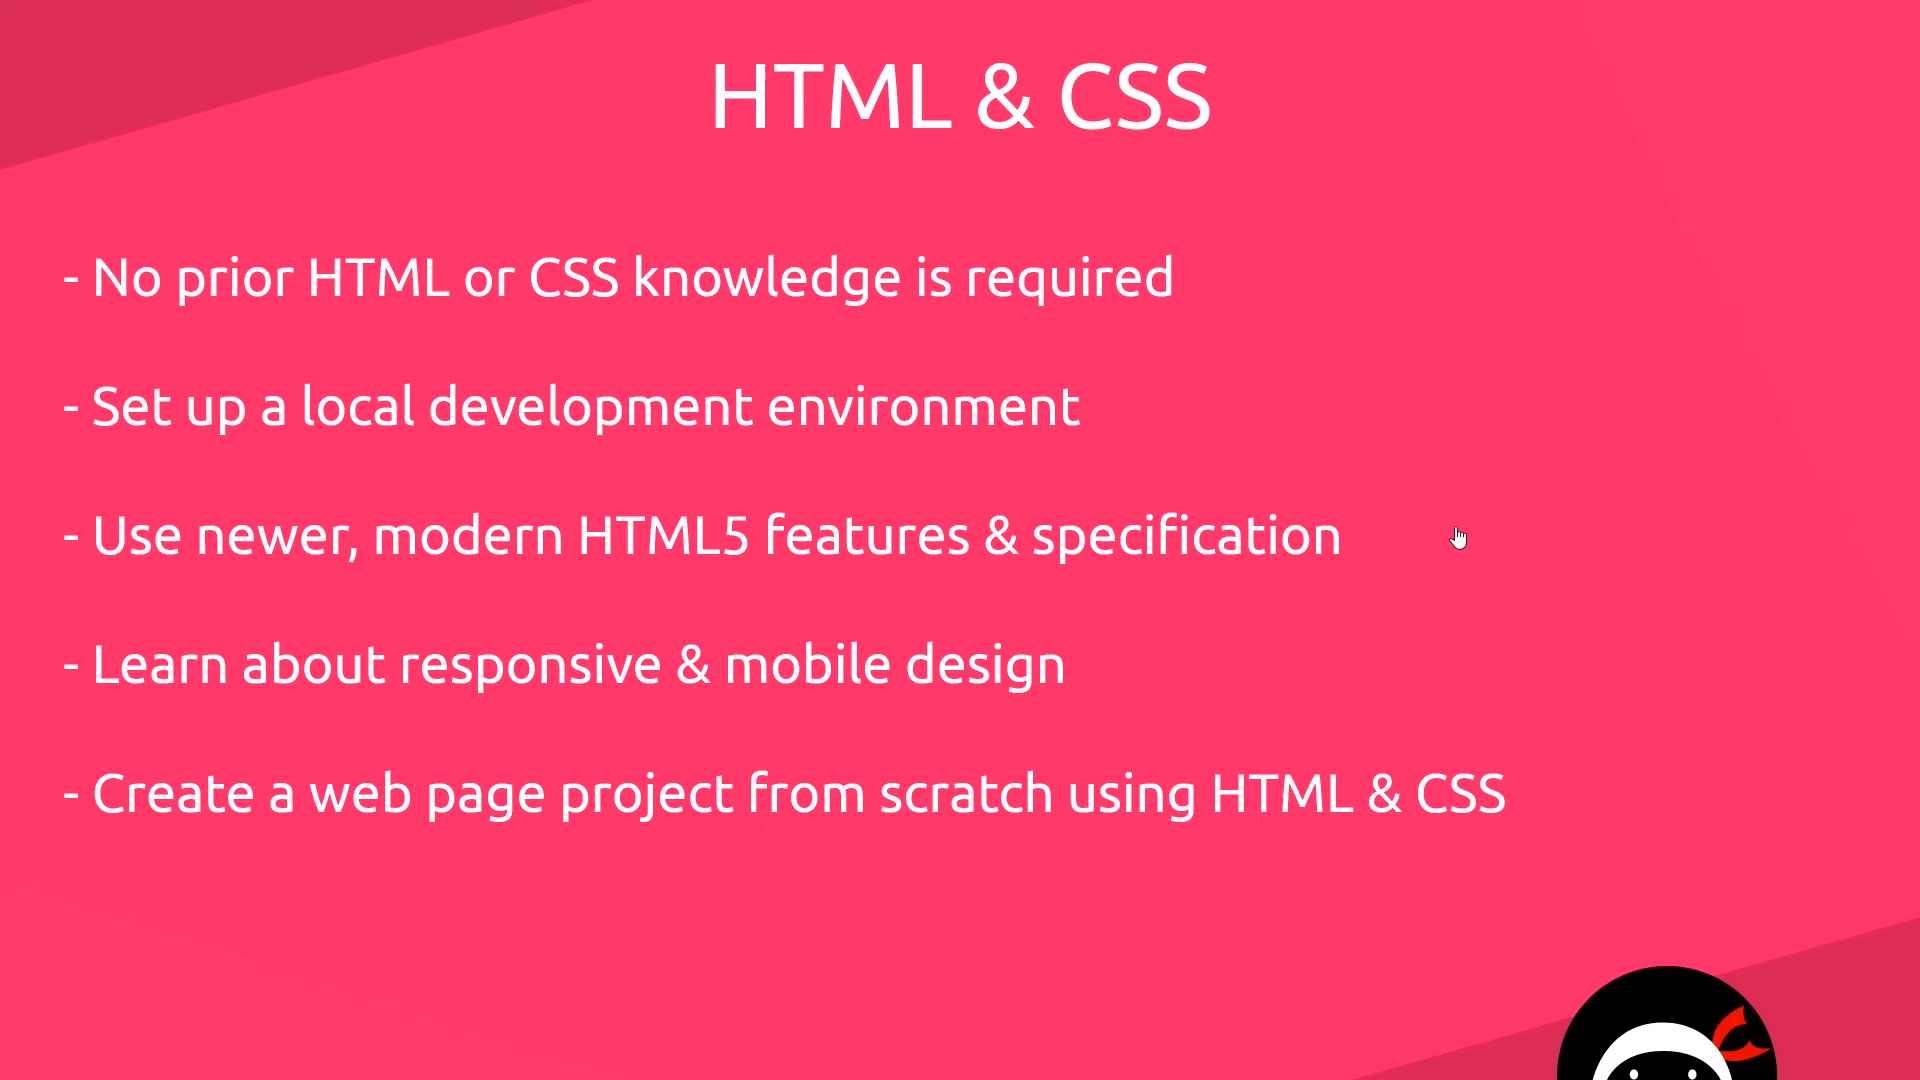 HTML & CSS
- No prior HTML or CSS knowledge is required
- Set up a local development environment
- Use newer, modern HTML5 features & specification
- Learn about responsive & mobile design
- Create a web page project from scratch using HTML & CSS